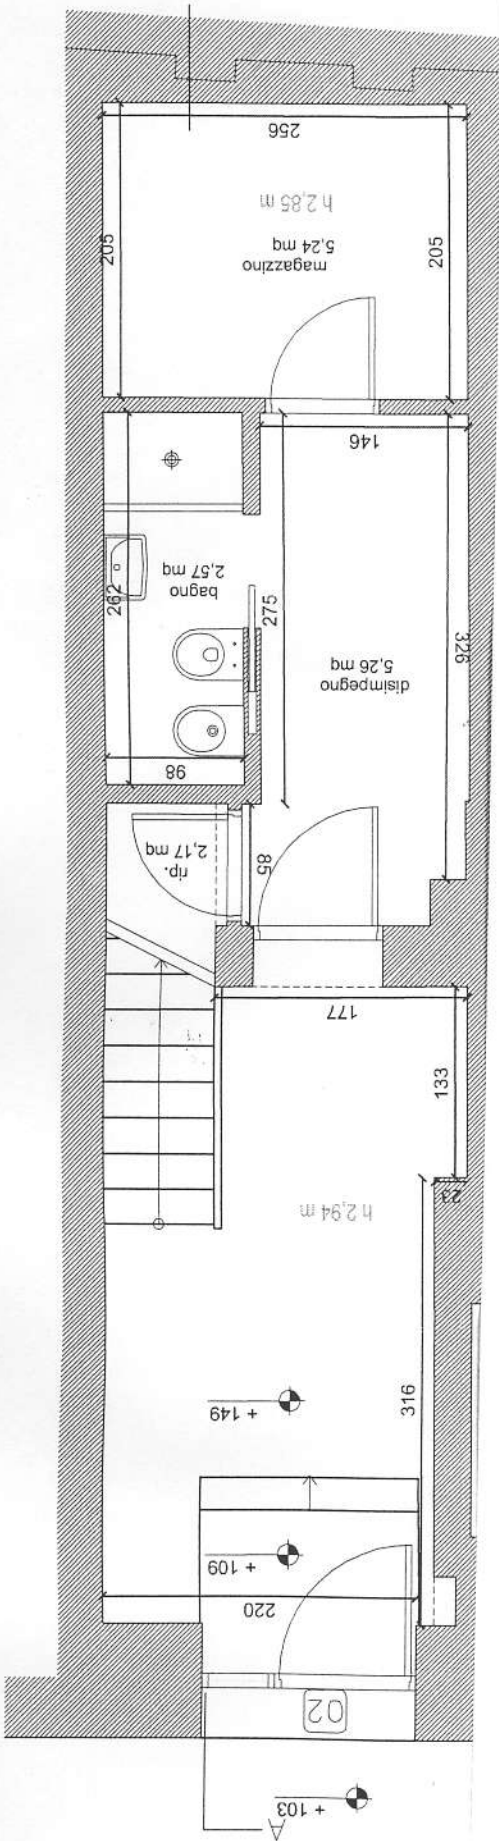 256
h 2,85 m
205
205
magazzino
5,24 mq
146
262
bagno
2,57 mq
275
326
disimpegno
5,26 mq
98
rip.
2,17 mq
85
177
133
23
h 2,94 m
316
+ 149
+ 109
220
02
+ 103
A